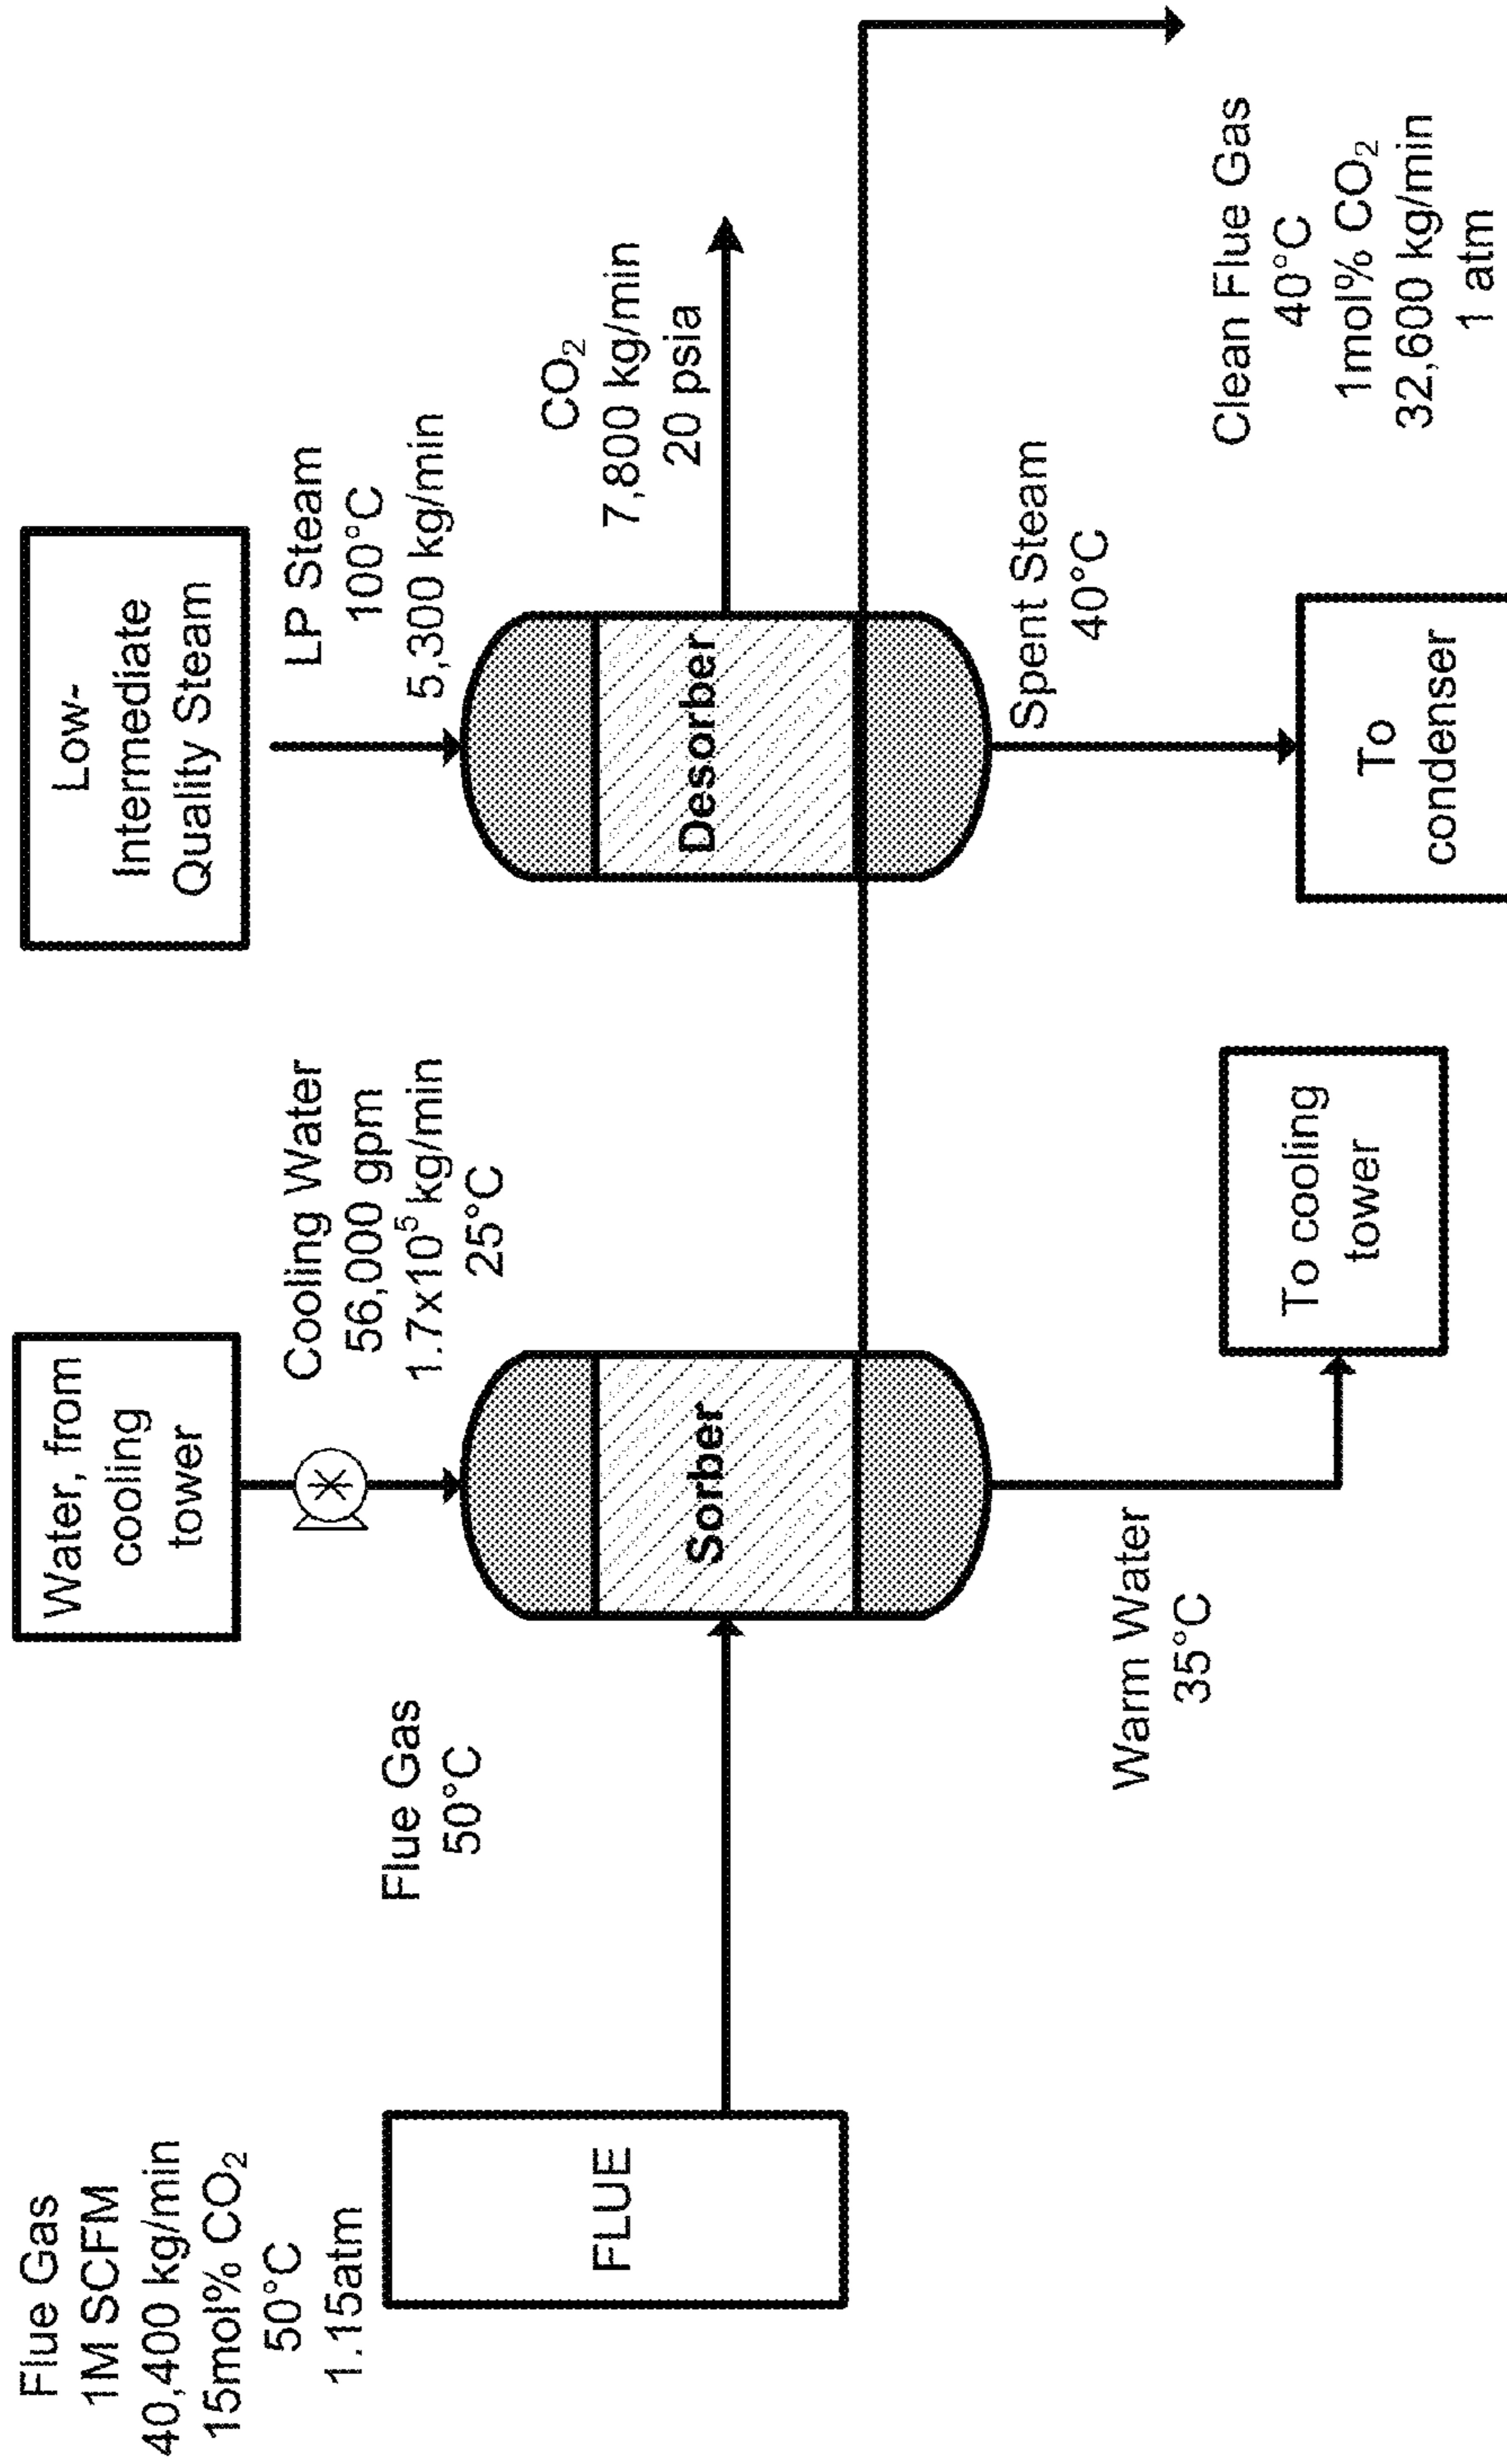 Flue Gas
1M SCFM
40,400 kg/min
15mol% CO₂
50°C
1.15atm
FLUE
Flue Gas
50°C
Water, from
cooling
tower
Cooling Water
56,000 gpm
1.7x10⁵ kg/min
25°C
Sorber
Warm Water
35°C
To cooling
tower
Low-
Intermediate
Quality Steam
LP Steam
100°C
5,300 kg/min
Desorber
CO₂
7,800 kg/min
20 psia
Spent Steam
40°C
To
condenser
Clean Flue Gas
40°C
1mol% CO₂
32,600 kg/min
1 atm